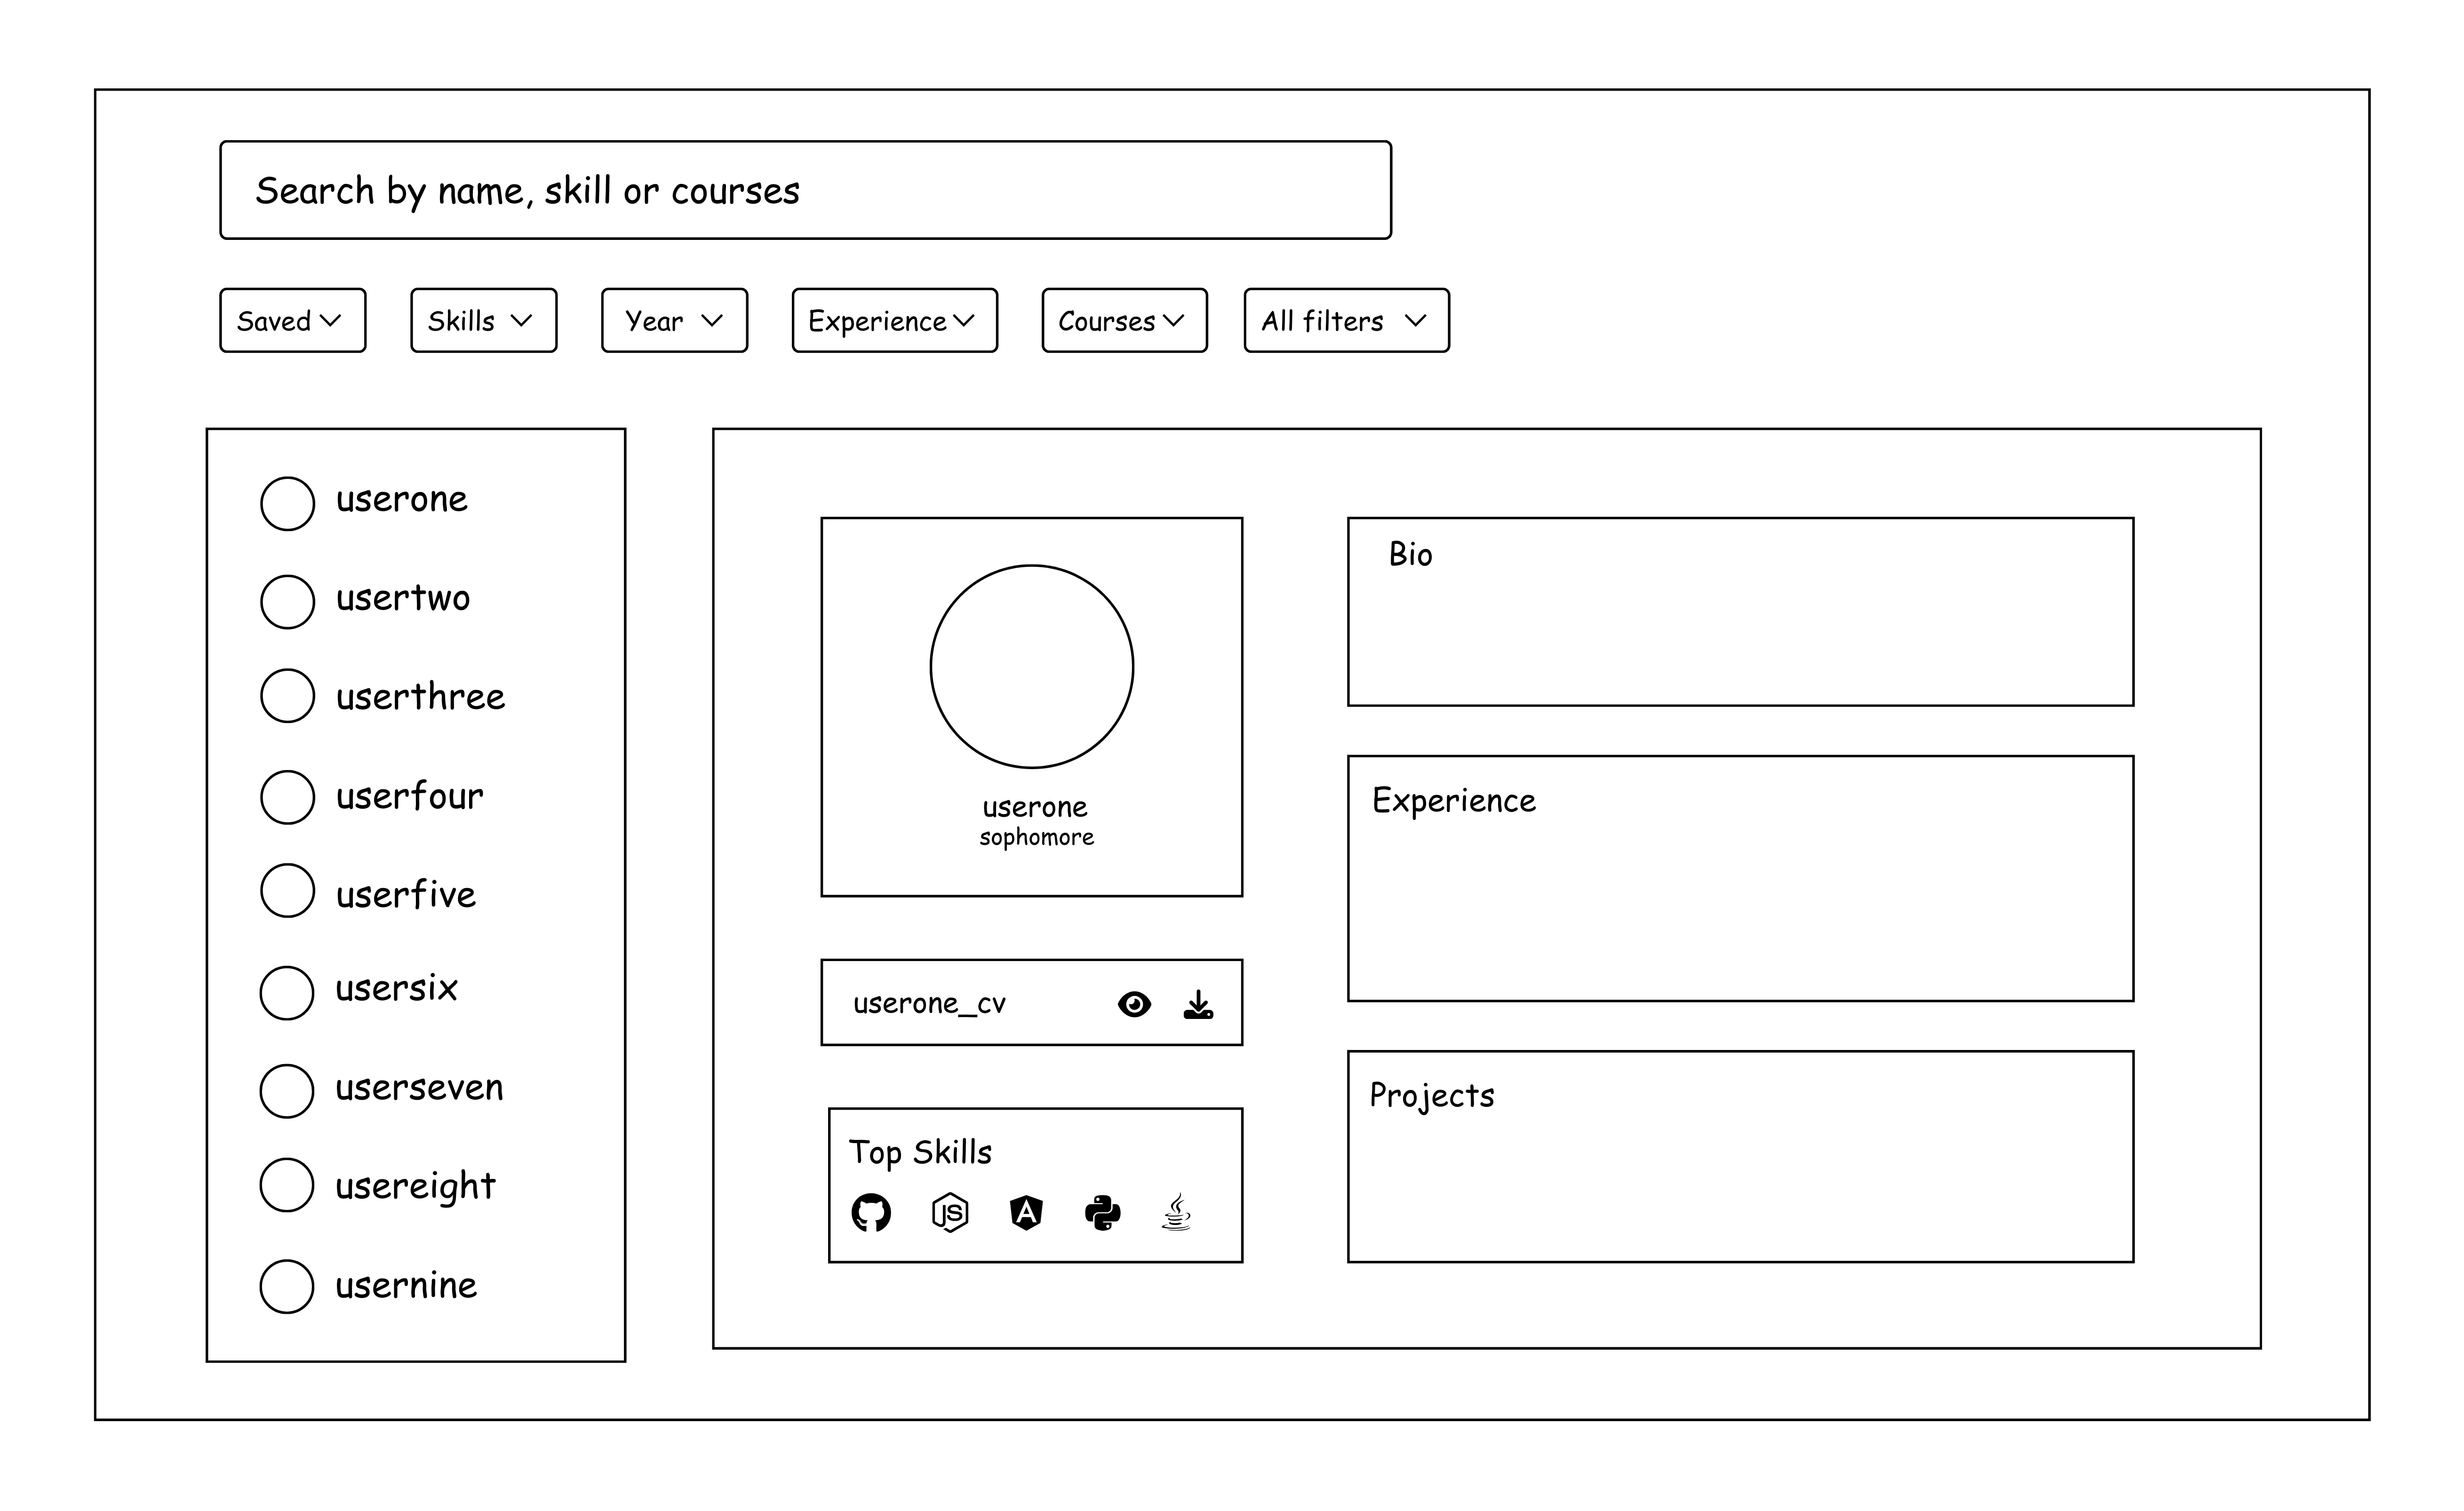 Search by name, skill or courses
Saved
Skills
Year
Experience
Courses
All filters
userone
usertwo
userthree
userfour
userfive
usersix
userseven
usereight
usernine
userone
sophomore
userone_cv
Top Skills
JS
A
Bio
Experience
Projects